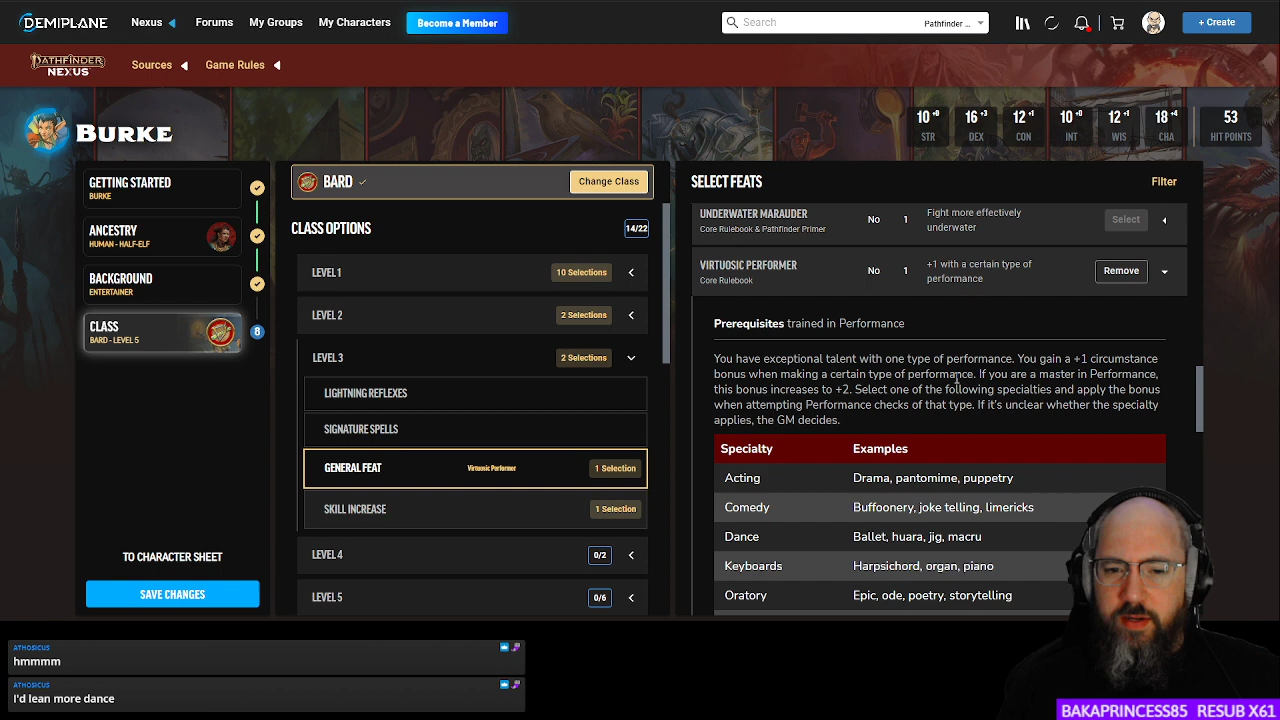 DEMIPLANE Nexus Forums My Groups My Characters Become a Member Search Pathfinder ... + Create
PATHFINDER NEXUS Sources Game Rules
BURKE
10 +0 16 +3 12 +1 10 +0 12 +1 18 +4 53
STR DEX CON INT WIS CHA HIT POINTS
GETTING STARTED
BURKE
ANCESTRY
HUMAN - HALF-ELF
BACKGROUND
ENTERTAINER
CLASS
BARD - LEVEL 5
8
TO CHARACTER SHEET
SAVE CHANGES
BARD Change Class
CLASS OPTIONS 14/22
LEVEL 1 10 Selections
LEVEL 2 2 Selections
LEVEL 3 2 Selections
LIGHTNING REFLEXES
SIGNATURE SPELLS
GENERAL FEAT Virtuosic Performer 1 Selection
SKILL INCREASE 1 Selection
LEVEL 4 0/2
LEVEL 5 0/6
SELECT FEATS Filter
UNDERWATER MARAUDER No 1 Fight more effectively underwater Select
Core Rulebook & Pathfinder Primer
VIRTUOSIC PERFORMER No 1 +1 with a certain type of performance Remove
Core Rulebook
Prerequisites trained in Performance
You have exceptional talent with one type of performance. You gain a +1 circumstance
bonus when making a certain type of performance. If you are a master in Performance,
this bonus increases to +2. Select one of the following specialties and apply the bonus
when attempting Performance checks of that type. If it's unclear whether the specialty
applies, the GM decides.
Specialty Examples
Acting Drama, pantomime, puppetry
Comedy Buffoonery, joke telling, limericks
Dance Ballet, huara, jig, macru
Keyboards Harpsichord, organ, piano
Oratory Epic, ode, poetry, storytelling
ATHOSICUS
hmmmm
ATHOSICUS
I'd lean more dance
BAKAPRINCESS85 RESUB X61